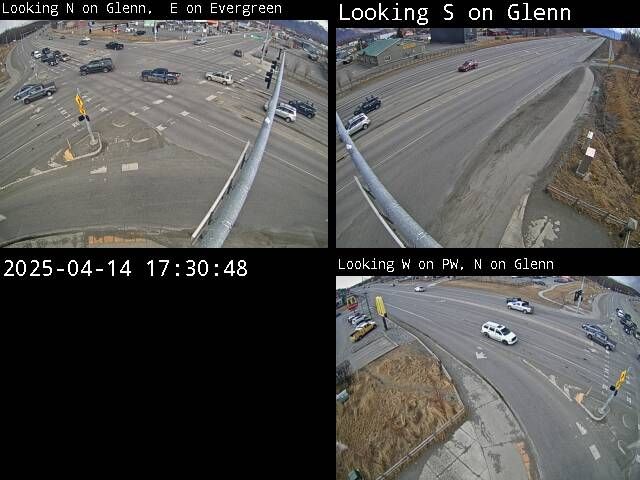 Looking N on Glenn,  E on Evergreen
Looking S on Glenn
2025-04-14 17:30:48
Looking W on PW, N on Glenn